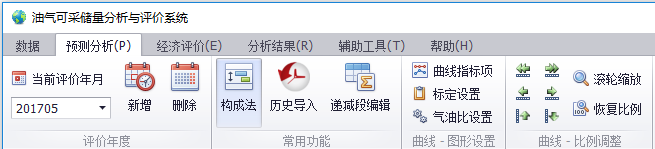 油气可采储量分析与评价系统
数据 预测分析(P) 经济评价(E) 分析结果(R) 辅助工具(T) 帮助(H)
当前评价年月
201705
新增
删除
评价年度
构成法
历史导入
递减段编辑
常用功能
曲线指标项
标定设置
气油比设置
曲线 - 图形设置
滚轮缩放
恢复比例
曲线 - 比例调整